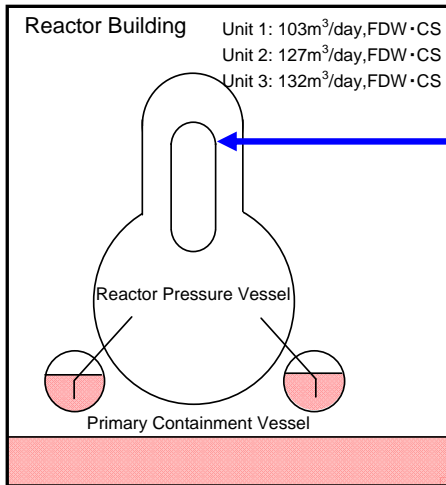 Reactor Building
Unit 1: 103m³/day,FDW・CS
Unit 2: 127m³/day,FDW・CS
Unit 3: 132m³/day,FDW・CS
Reactor Pressure Vessel
Primary Containment Vessel